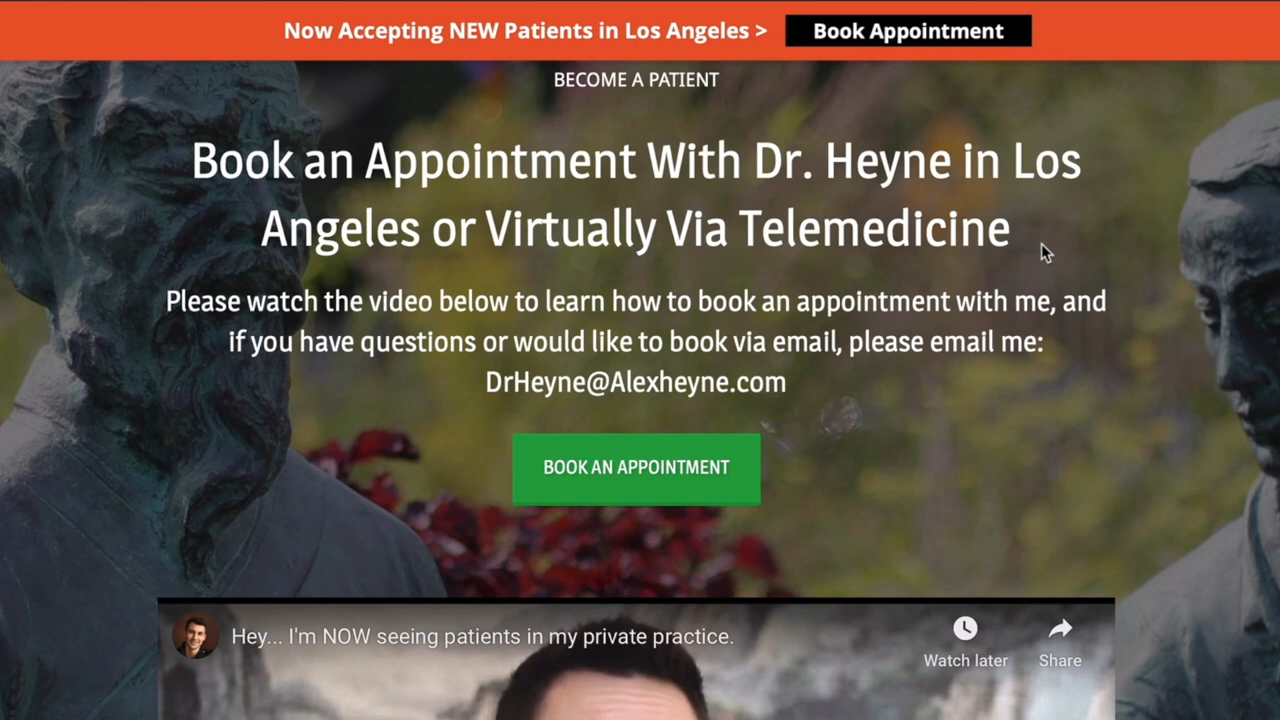 Now Accepting NEW Patients in Los Angeles > Book Appointment
BECOME A PATIENT
Book an Appointment With Dr. Heyne in Los
Angeles or Virtually Via Telemedicine
Please watch the video below to learn how to book an appointment with me, and
if you have questions or would like to book via email, please email me:
DrHeyne@Alexheyne.com
BOOK AN APPOINTMENT
Hey... I'm NOW seeing patients in my private practice.
Watch later
Share